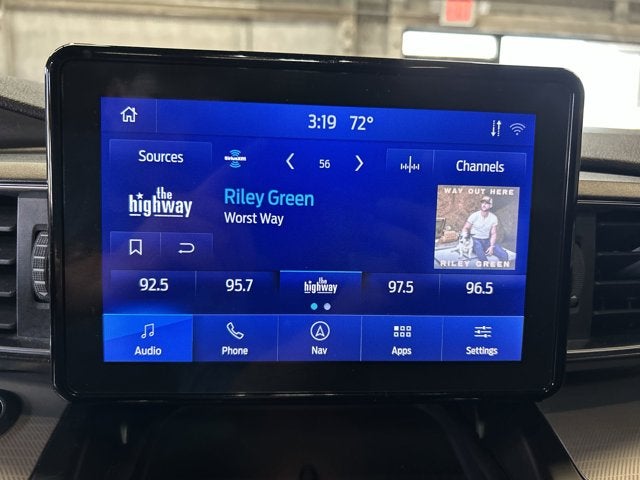 3:19 72°
Sources
SiriusXM
56
Channels
the highway
Riley Green
Worst Way
WAY OUT HERE
RILEY GREEN
92.5
95.7
the highway
97.5
96.5
Audio
Phone
Nav
Apps
Settings